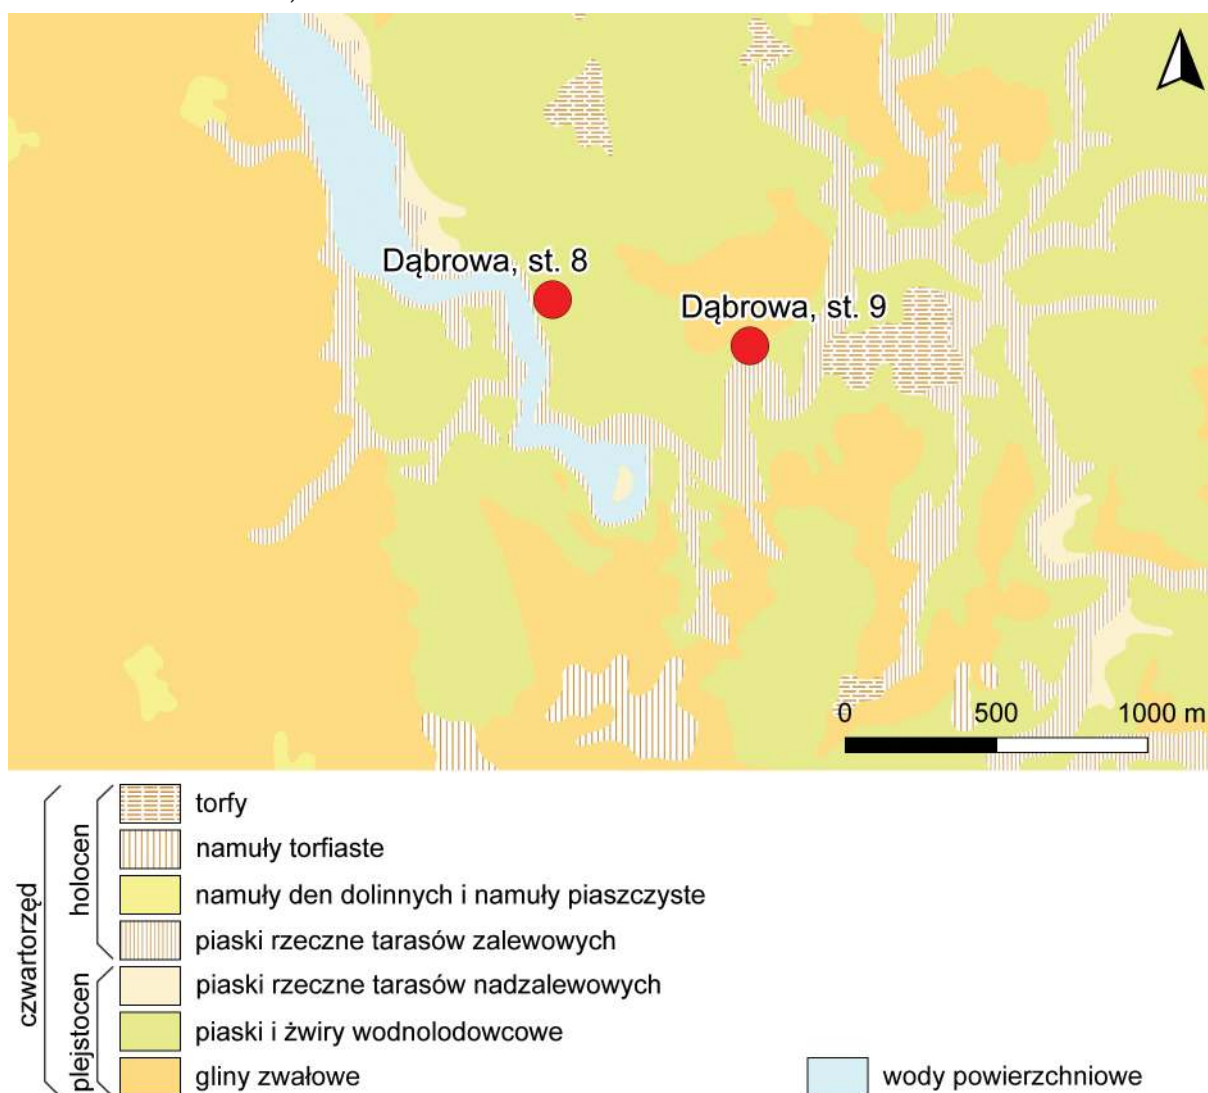 Dąbrowa, st. 8
Dąbrowa, st. 9
0 500 1000 m
czwartorzęd
holocen
plejstocen
torfy
namuły torfiaste
namuły den dolinnych i namuły piaszczyste
piaski rzeczne tarasów zalewowych
piaski rzeczne tarasów nadzalewowych
piaski i żwiry wodnolodowcowe
gliny zwałowe
wody powierzchniowe